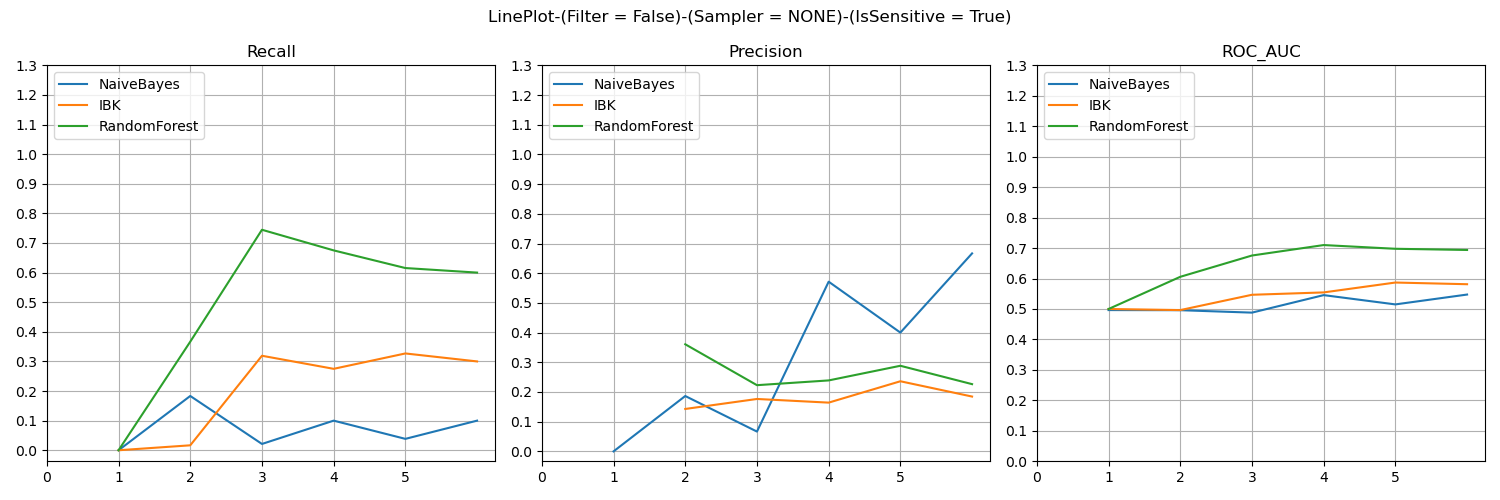 LinePlot-(Filter = False)-(Sampler = NONE)-(IsSensitive = True)
Recall
1.3
1.2
1.1
1.0
0.9
0.8
0.7
0.6
0.5
0.4
0.3
0.2
0.1
0.0
NaiveBayes
IBK
RandomForest
0 1 2 3 4 5
Precision
1.3
1.2
1.1
1.0
0.9
0.8
0.7
0.6
0.5
0.4
0.3
0.2
0.1
0.0
NaiveBayes
IBK
RandomForest
0 1 2 3 4 5
ROC_AUC
1.3
1.2
1.1
1.0
0.9
0.8
0.7
0.6
0.5
0.4
0.3
0.2
0.1
0.0
NaiveBayes
IBK
RandomForest
0 1 2 3 4 5